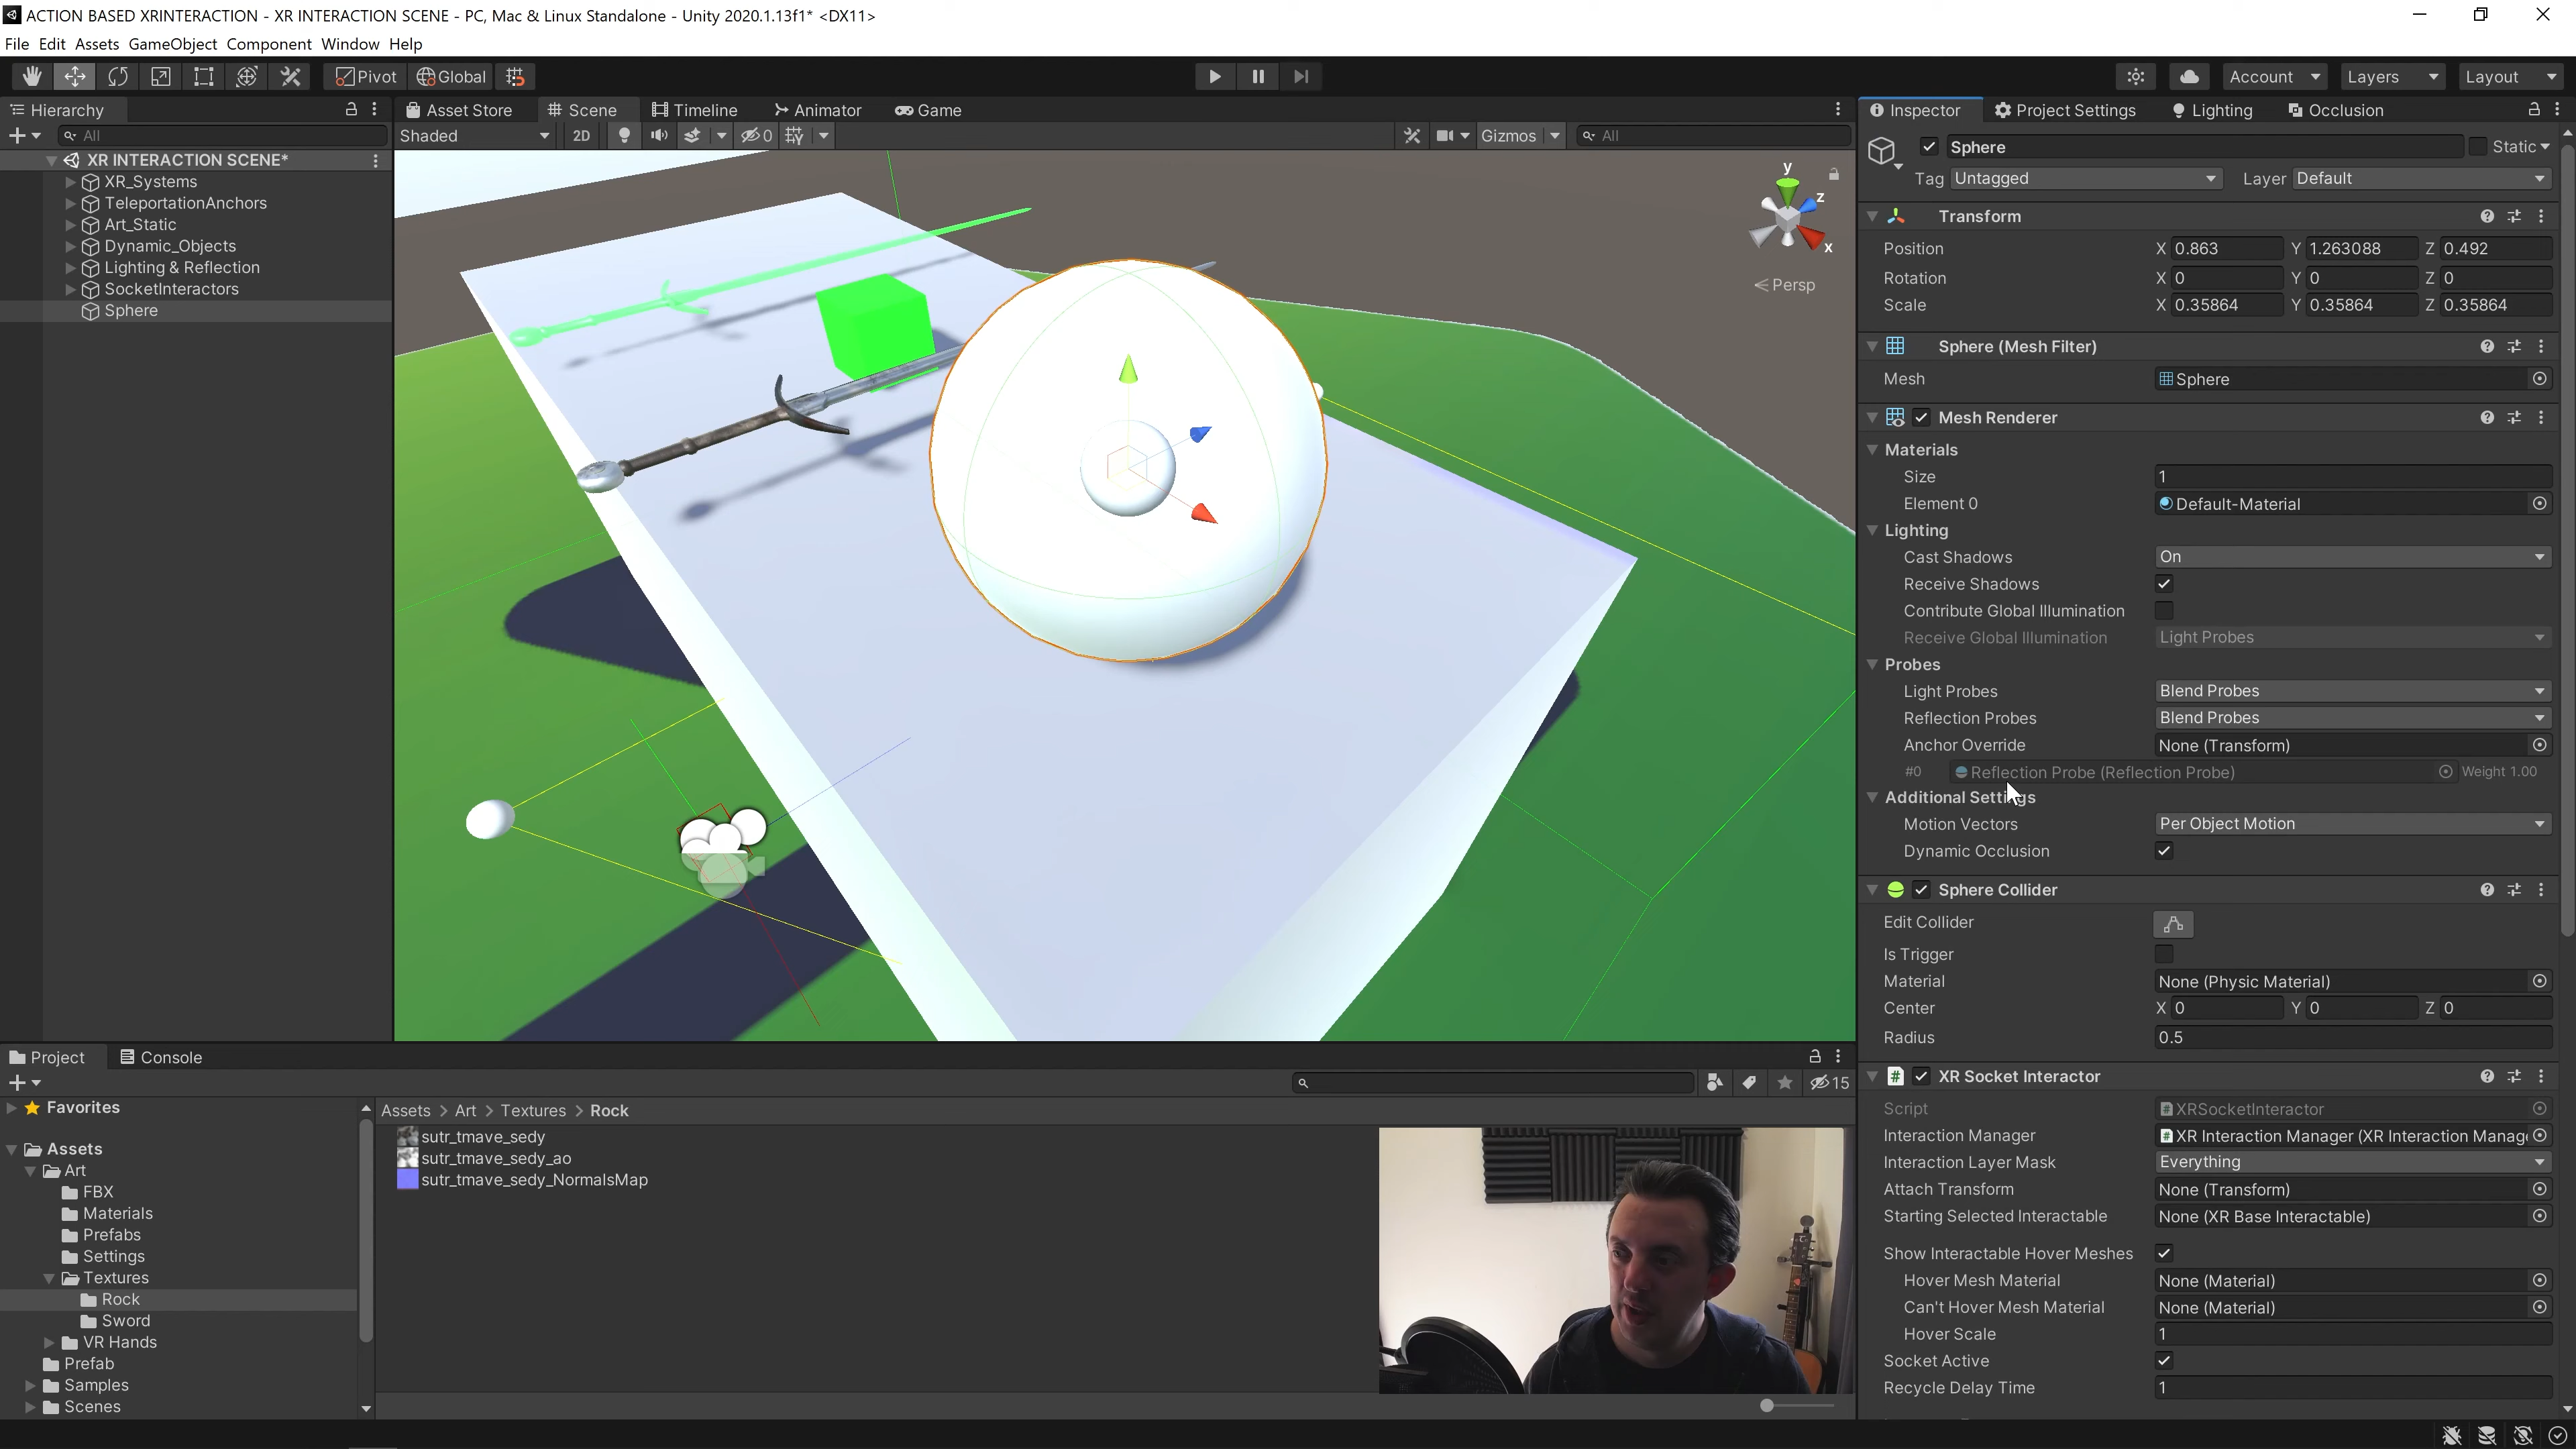 ACTION BASED XRINTERACTION - XR INTERACTION SCENE - PC, Mac & Linux Standalone - Unity 2020.1.13f1* <DX11>
File Edit Assets GameObject Component Window Help
Pivot Global Account Layers Layout
Hierarchy Asset Store Scene Timeline Animator Game Inspector Project Settings Lighting Occlusion
All Shaded 2D 0 Gizmos All
XR INTERACTION SCENE*
XR_Systems
TeleportationAnchors
Art_Static
Dynamic_Objects
Lighting & Reflection
SocketInteractors
Sphere
y
z
x
Persp
Sphere Static
Tag Untagged Layer Default
Transform
Position X 0.863 Y 1.263088 Z 0.492
Rotation X 0 Y 0 Z 0
Scale X 0.35864 Y 0.35864 Z 0.35864
Sphere (Mesh Filter)
Mesh Sphere
Mesh Renderer
Materials
Size 1
Element 0 Default-Material
Lighting
Cast Shadows On
Receive Shadows
Contribute Global Illumination
Receive Global Illumination Light Probes
Probes
Light Probes Blend Probes
Reflection Probes Blend Probes
Anchor Override None (Transform)
#0 Reflection Probe (Reflection Probe) Weight 1.00
Additional Settings
Motion Vectors Per Object Motion
Dynamic Occlusion
Sphere Collider
Edit Collider
Is Trigger
Material None (Physic Material)
Center X 0 Y 0 Z 0
Radius 0.5
XR Socket Interactor
Script XRSocketInteractor
Interaction Manager XR Interaction Manager (XR Interaction Manage
Interaction Layer Mask Everything
Attach Transform None (Transform)
Starting Selected Interactable None (XR Base Interactable)
Show Interactable Hover Meshes
Hover Mesh Material None (Material)
Can't Hover Mesh Material None (Material)
Hover Scale 1
Socket Active
Recycle Delay Time 1
Project Console
15
Favorites
Assets
Art
FBX
Materials
Prefabs
Settings
Textures
Rock
Sword
VR Hands
Prefab
Samples
Scenes
Assets > Art > Textures > Rock
sutr_tmave_sedy
sutr_tmave_sedy_ao
sutr_tmave_sedy_NormalsMap